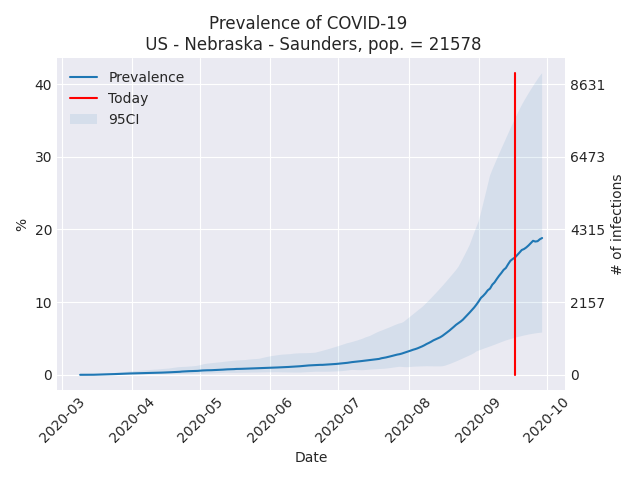 Prevalence of COVID-19
US - Nebraska - Saunders, pop. = 21578
Prevalence
Today
95CI
40
30
20
10
0
%
8631
6473
4315
2157
0
# of infections
2020-03
2020-04
2020-05
2020-06
2020-07
2020-08
2020-09
2020-10
Date